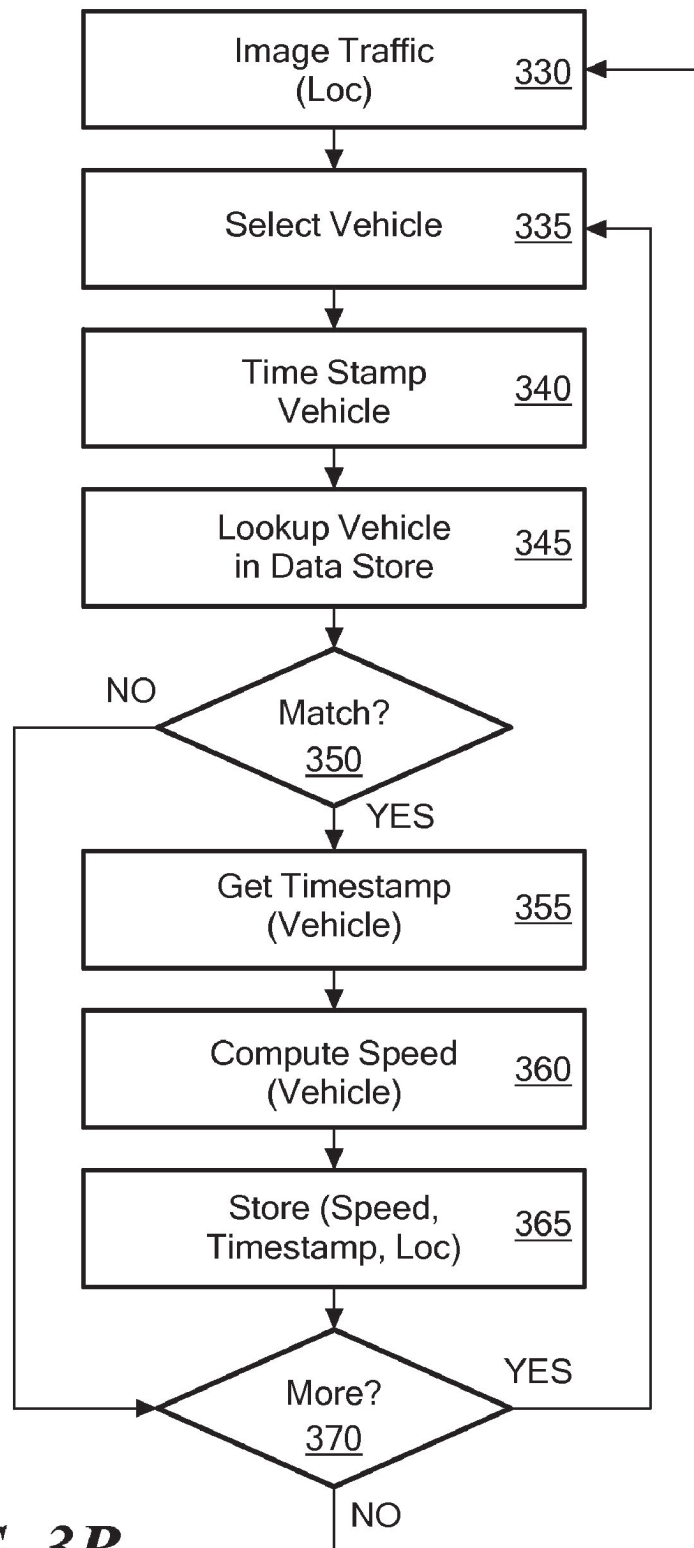 Image Traffic
(Loc)
330
Select Vehicle
335
Time Stamp
Vehicle
340
Lookup Vehicle
in Data Store
345
NO
Match?
350
YES
Get Timestamp
(Vehicle)
355
Compute Speed
(Vehicle)
360
Store (Speed,
Timestamp, Loc)
365
More?
370
YES
NO
3B